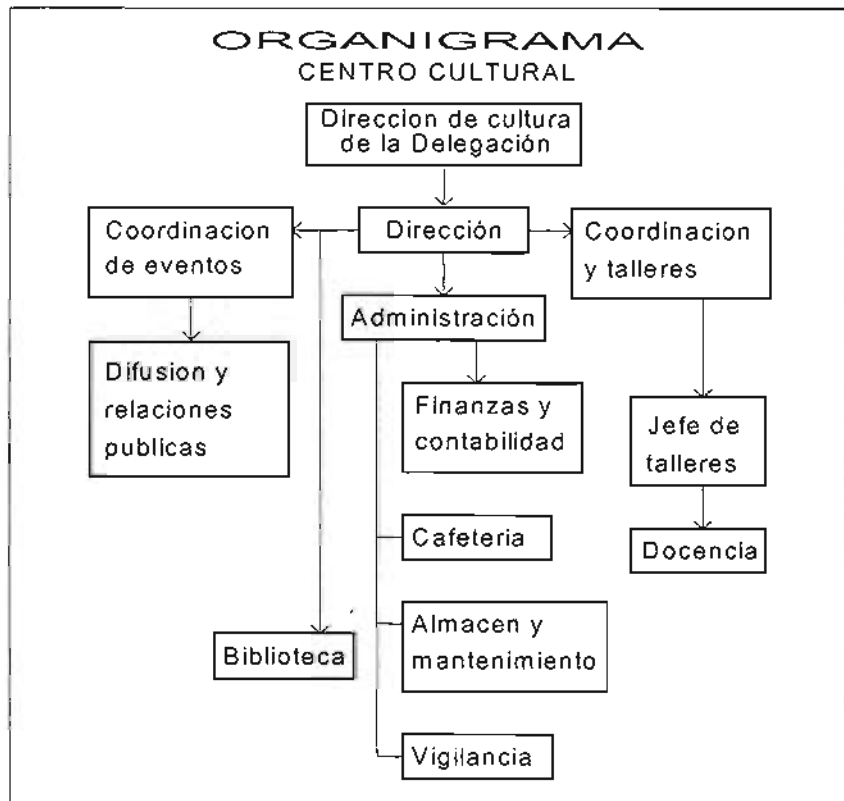 ORGANIGRAMA
CENTRO CULTURAL
Direccion de cultura
de la Delegación
Coordinacion
de eventos
Dirección
Coordinacion
y talleres
Administración
Difusion y
relaciones
publicas
Finanzas y
contabilidad
Jefe de
talleres
Cafeteria
Docencia
Almacen y
mantenimiento
Biblioteca
Vigilancia